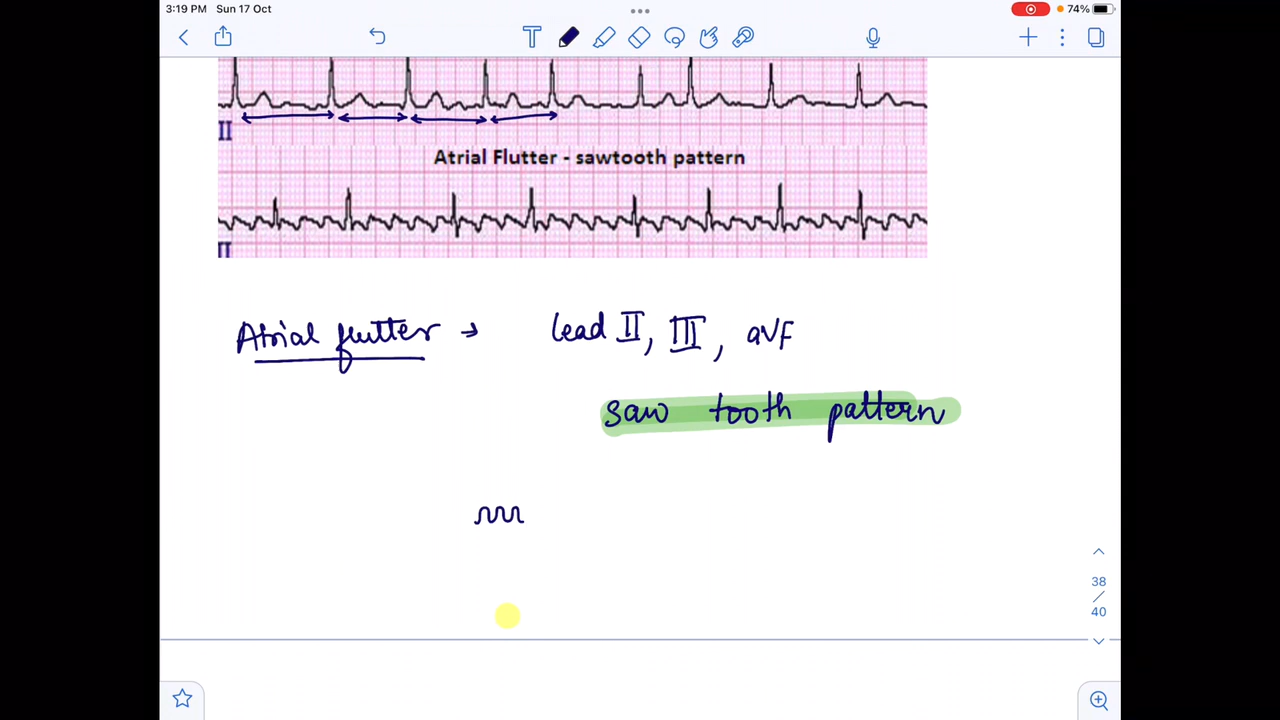 3:19 PM Sun 17 Oct
74%
T
II
Atrial Flutter - sawtooth pattern
II
Atrial flutter → lead II, III, aVF
saw tooth pattern
38
/
40